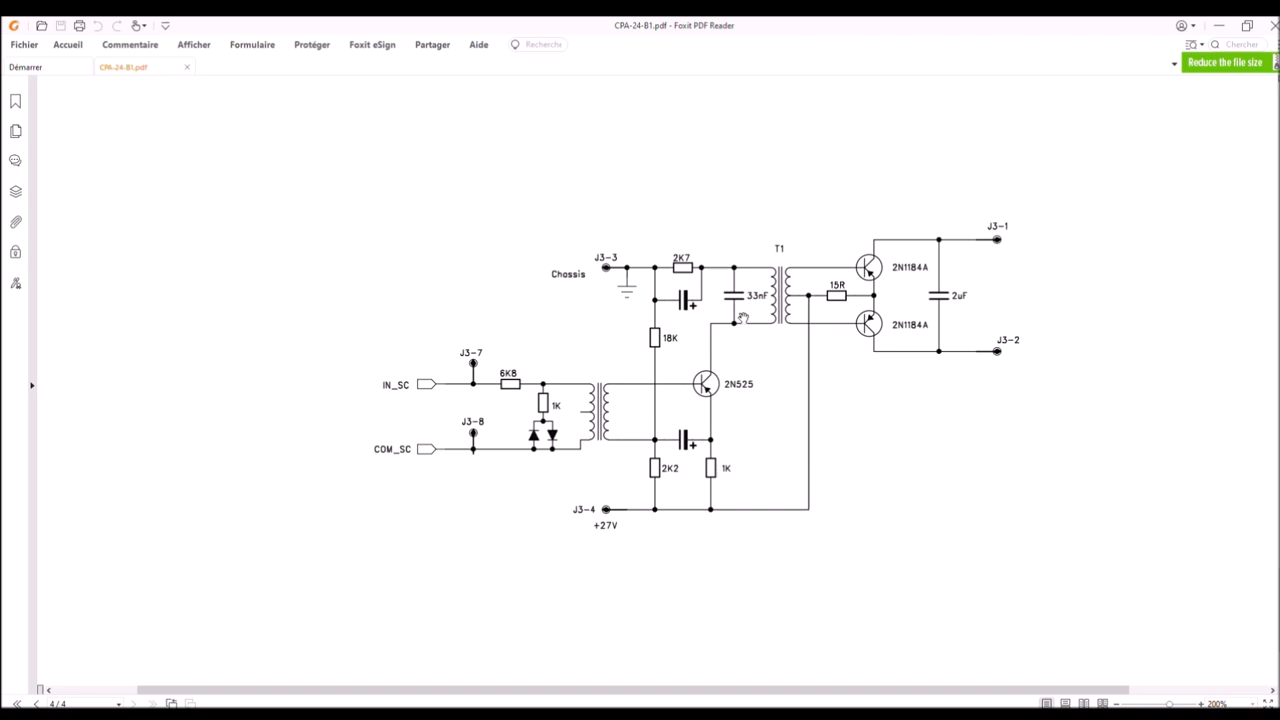 CPA-24-B1.pdf - Foxit PDF Reader
Fichier Accueil Commentaire Afficher Formulaire Protéger Foxit eSign Partager Aide Recherche Chercher
Démarrer CPA-24-B1.pdf Reduce the file size
J3-1
T1
J3-3 2K7
2N1184A
Chassis
15R
33nF 2uF
2N1184A
18K
J3-2
J3-7
6K8
IN_SC 2N525
1K
J3-8
COM_SC
2K2 1K
J3-4
+27V
4 / 4 200%